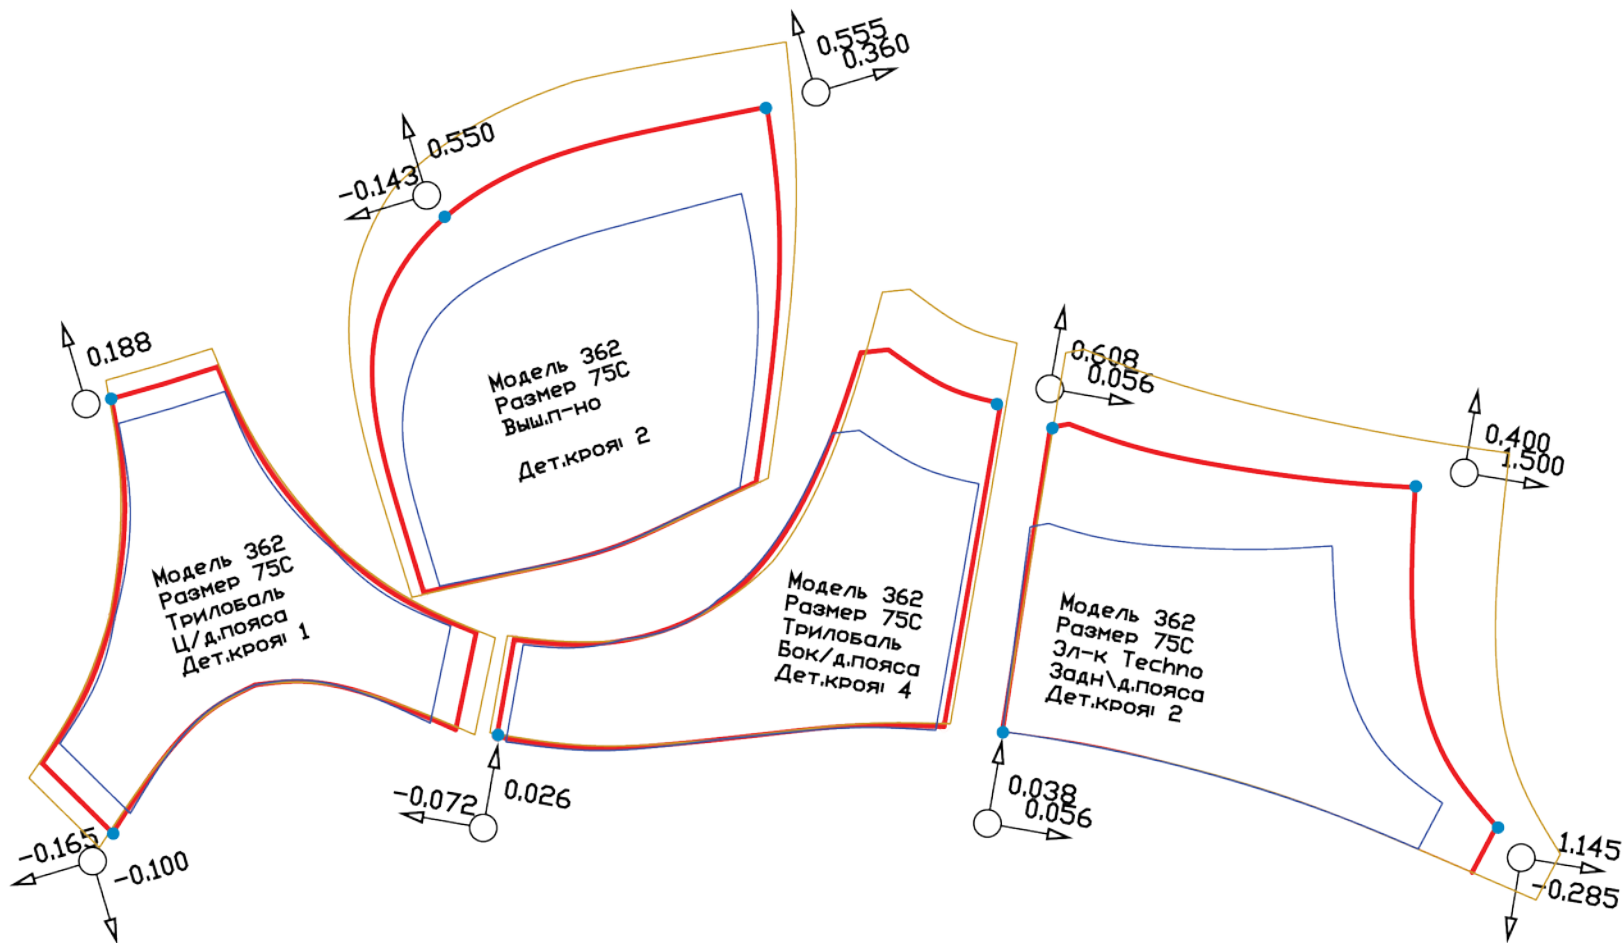 0.555
0.360
0.550
-0.143
0.188
Модель 362
Размер 75С
Выш.п-но
Дет.кроя: 2
0.608
0.056
0.400
1.500
Модель 362
Размер 75С
Трилобаль
Ц/д.пояса
Дет.кроя: 1
Модель 362
Размер 75С
Трилобаль
Бок/д.пояса
Дет.кроя: 4
Модель 362
Размер 75С
Эл-к Techno
Задн\д.пояса
Дет.кроя: 2
-0.165
-0.100
-0.072
0.026
0.038
0.056
1.145
-0.285